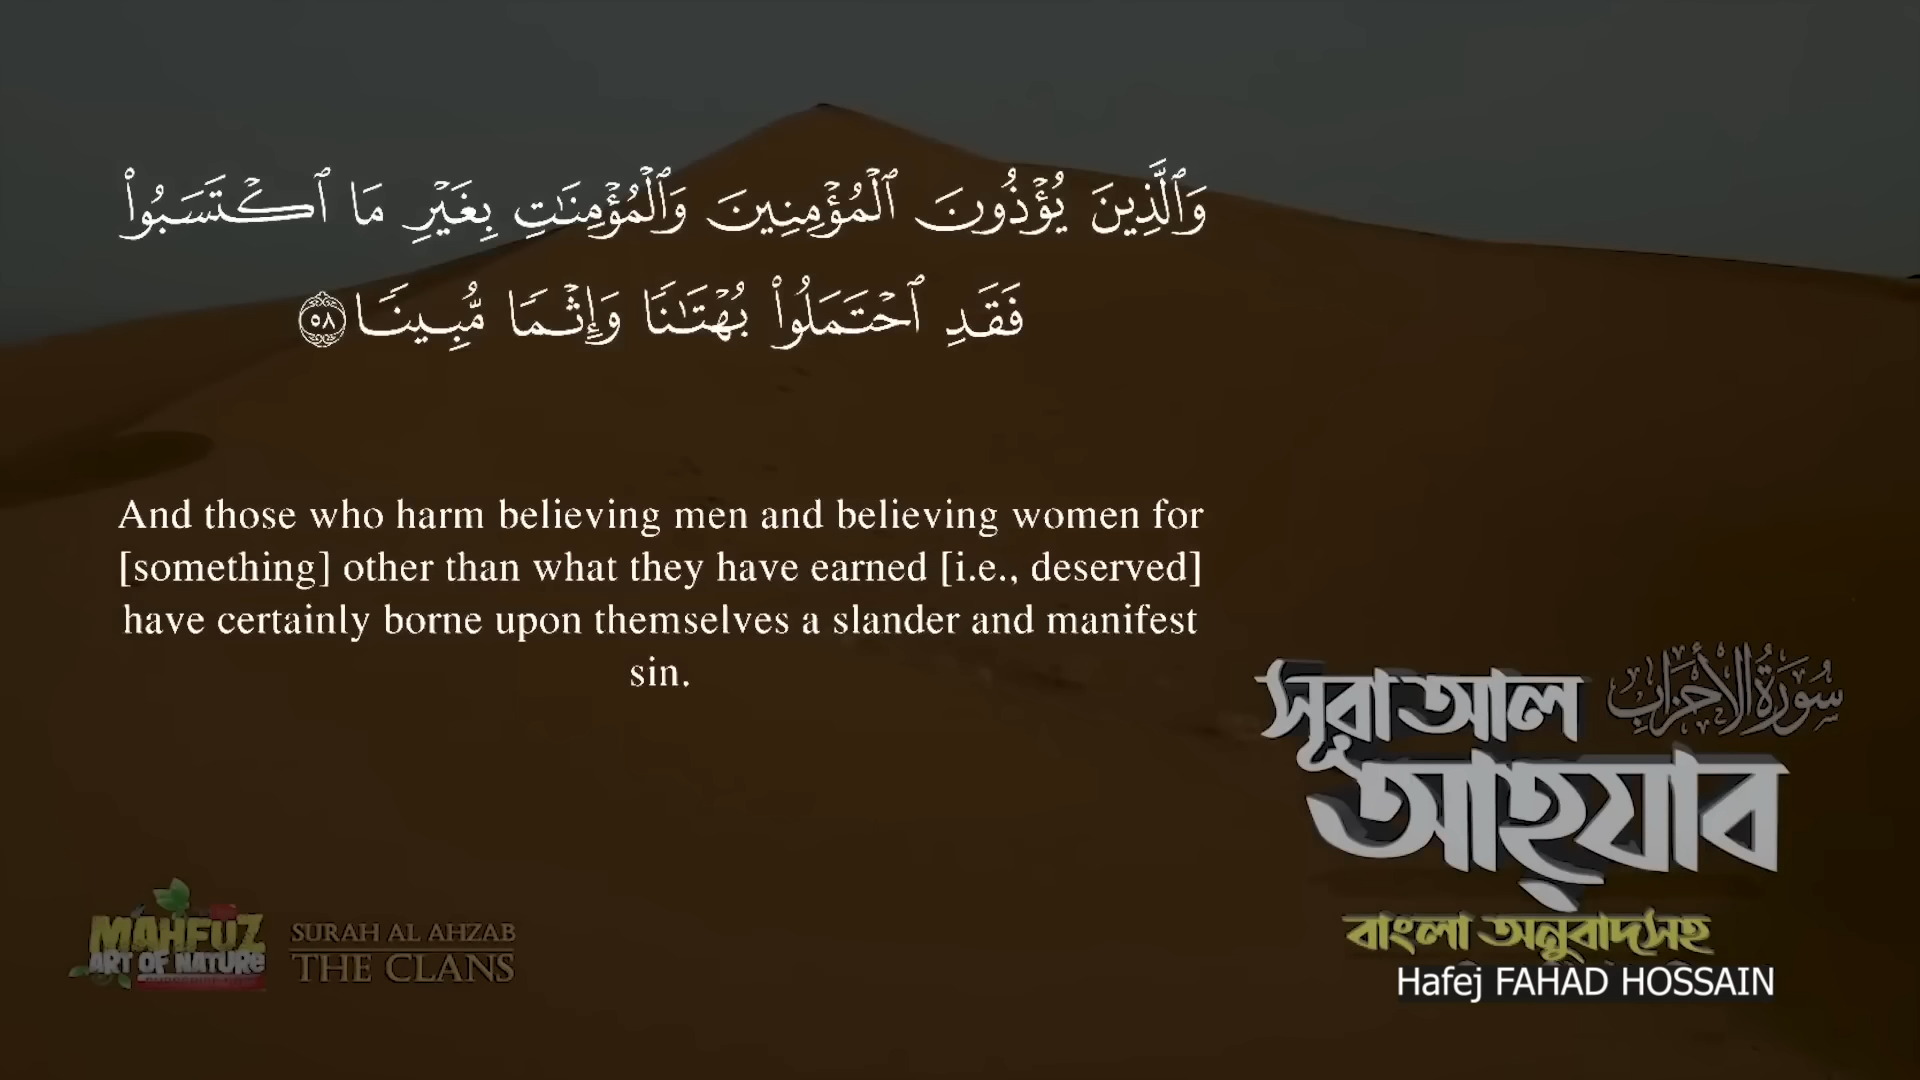 وَٱلَّذِينَ يُؤْذُونَ ٱلْمُؤْمِنِينَ وَٱلْمُؤْمِنَٰتِ بِغَيْرِ مَا ٱكْتَسَبُوا۟
فَقَدِ ٱحْتَمَلُوا۟ بُهْتَٰنًا وَإِثْمًا مُّبِينًا ٥٨
And those who harm believing men and believing women for
[something] other than what they have earned [i.e., deserved]
have certainly borne upon themselves a slander and manifest
sin.
সূরা আল
سُورَةُ الأَحْزَابِ
আহ্‌যাব
বাংলা অনুবাদসহ
Hafej FAHAD HOSSAIN
MAHFUZ
ART OF NATURe
SURAH AL AHZAB
THE CLANS